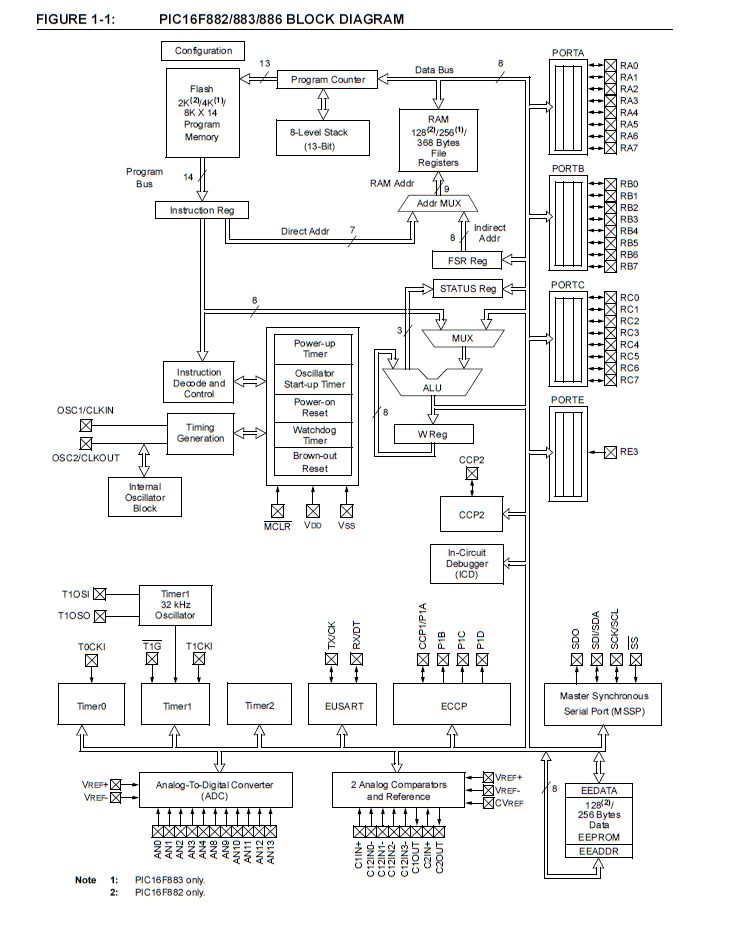 FIGURE 1-1: PIC16F882/883/886 BLOCK DIAGRAM
Configuration
13
Program Counter
Data Bus
8
PORTA
RA0
RA1
RA2
RA3
RA4
RA5
RA6
RA7
Flash
2K(2)/4K(1)/
8K X 14
Program
Memory
8-Level Stack
(13-Bit)
RAM
128(2)/256(1)/
368 Bytes
File
Registers
Program
Bus
14
RAM Addr
9
PORTB
RB0
RB1
RB2
RB3
RB4
RB5
RB6
RB7
Instruction Reg
Addr MUX
Direct Addr
7
8
Indirect
Addr
FSR Reg
STATUS Reg
PORTC
RC0
RC1
RC2
RC3
RC4
RC5
RC6
RC7
8
3
MUX
Power-up
Timer
Oscillator
Start-up Timer
Power-on
Reset
Watchdog
Timer
Brown-out
Reset
Instruction
Decode and
Control
ALU
8
W Reg
PORTE
RE3
OSC1/CLKIN
OSC2/CLKOUT
Timing
Generation
Internal
Oscillator
Block
MCLR
VDD
VSS
CCP2
CCP2
In-Circuit
Debugger
(ICD)
T1OSI
T1OSO
Timer1
32 kHz
Oscillator
T0CKI
T1G
T1CKI
TX/CK
RX/DT
CCP1/P1A
P1B
P1C
P1D
SDO
SDI/SDA
SCK/SCL
SS
Timer0
Timer1
Timer2
EUSART
ECCP
Master Synchronous
Serial Port (MSSP)
VREF+
VREF-
Analog-To-Digital Converter
(ADC)
2 Analog Comparators
and Reference
VREF+
VREF-
CVREF
8
EEDATA
128(2)/
256 Bytes
Data
EEPROM
EEADDR
AN0
AN1
AN2
AN3
AN4
AN8
AN9
AN10
AN11
AN12
AN13
C1IN+
C12IN0-
C12IN1-
C12IN2-
C12IN3-
C1OUT
C2IN+
C2OUT
Note 1: PIC16F883 only.
2: PIC16F882 only.